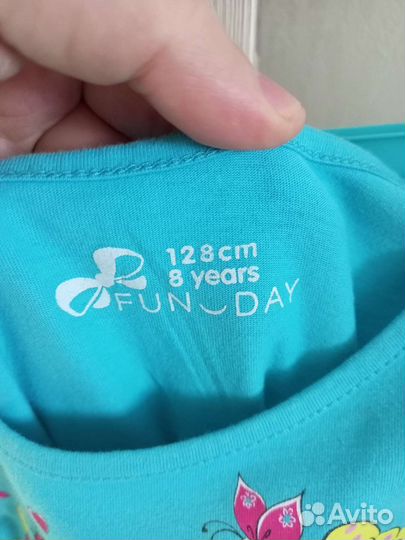 128cm
8 years
FUN DAY
Avito